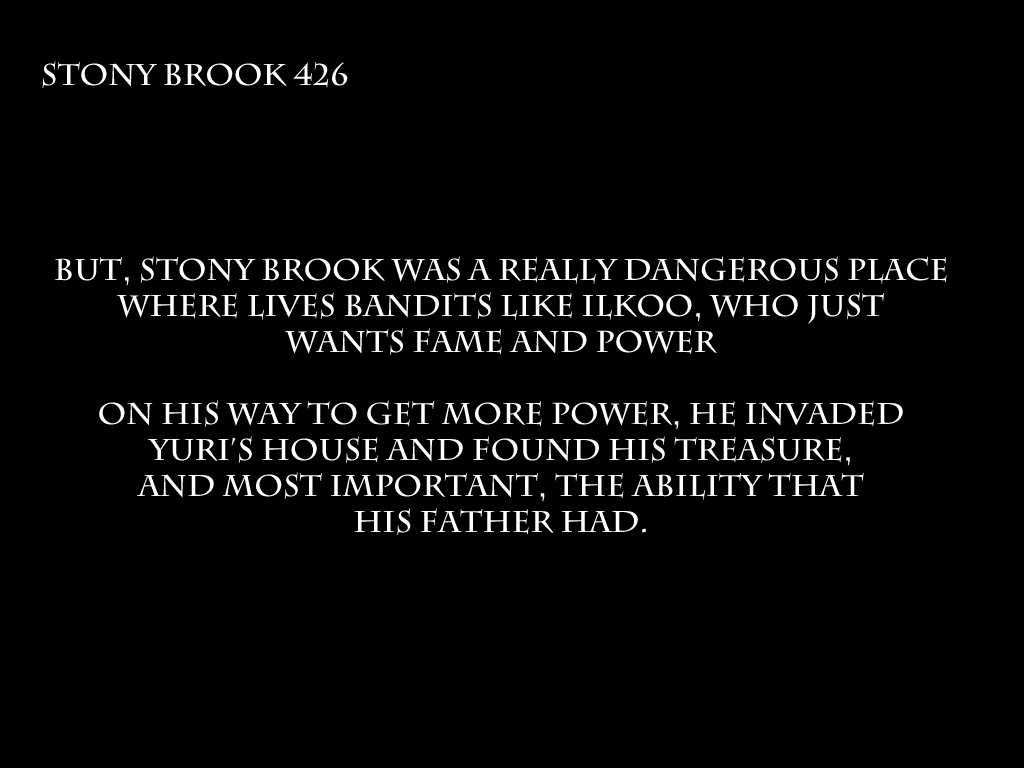 STONY BROOK 426
BUT, STONY BROOK WAS A REALLY DANGEROUS PLACE
WHERE LIVES BANDITS LIKE ILKOO, WHO JUST
WANTS FAME AND POWER
ON HIS WAY TO GET MORE POWER, HE INVADED
YURI'S HOUSE AND FOUND HIS TREASURE,
AND MOST IMPORTANT, THE ABILITY THAT
HIS FATHER HAD.